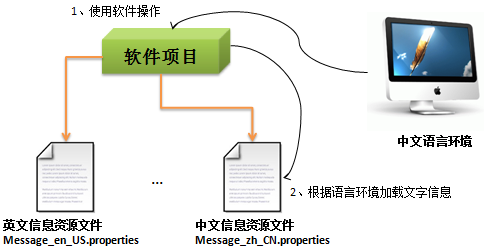 1、使用软件操作
软件项目
中文语言环境
...
2、根据语言环境加载文字信息
英文信息资源文件
Message_en_US.properties
中文信息资源文件
Message_zh_CN.properties